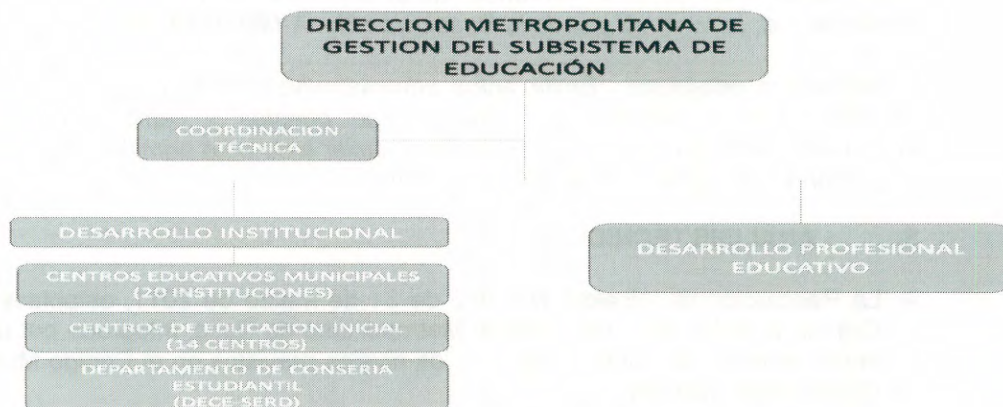 DIRECCION METROPOLITANA DE
GESTION DEL SUBSISTEMA DE
EDUCACIÓN
COORDINACION
TÉCNICA
DESARROLLO INSTITUCIONAL
CENTROS EDUCATIVOS MUNICIPALES
(20 INSTITUCIONES)
CENTROS DE EDUCACION INICIAL
(14 CENTROS)
DEPARTAMENTO DE CONSERIA
ESTUDIANTIL
(DECE-SERD)
DESARROLLO PROFESIONAL
EDUCATIVO